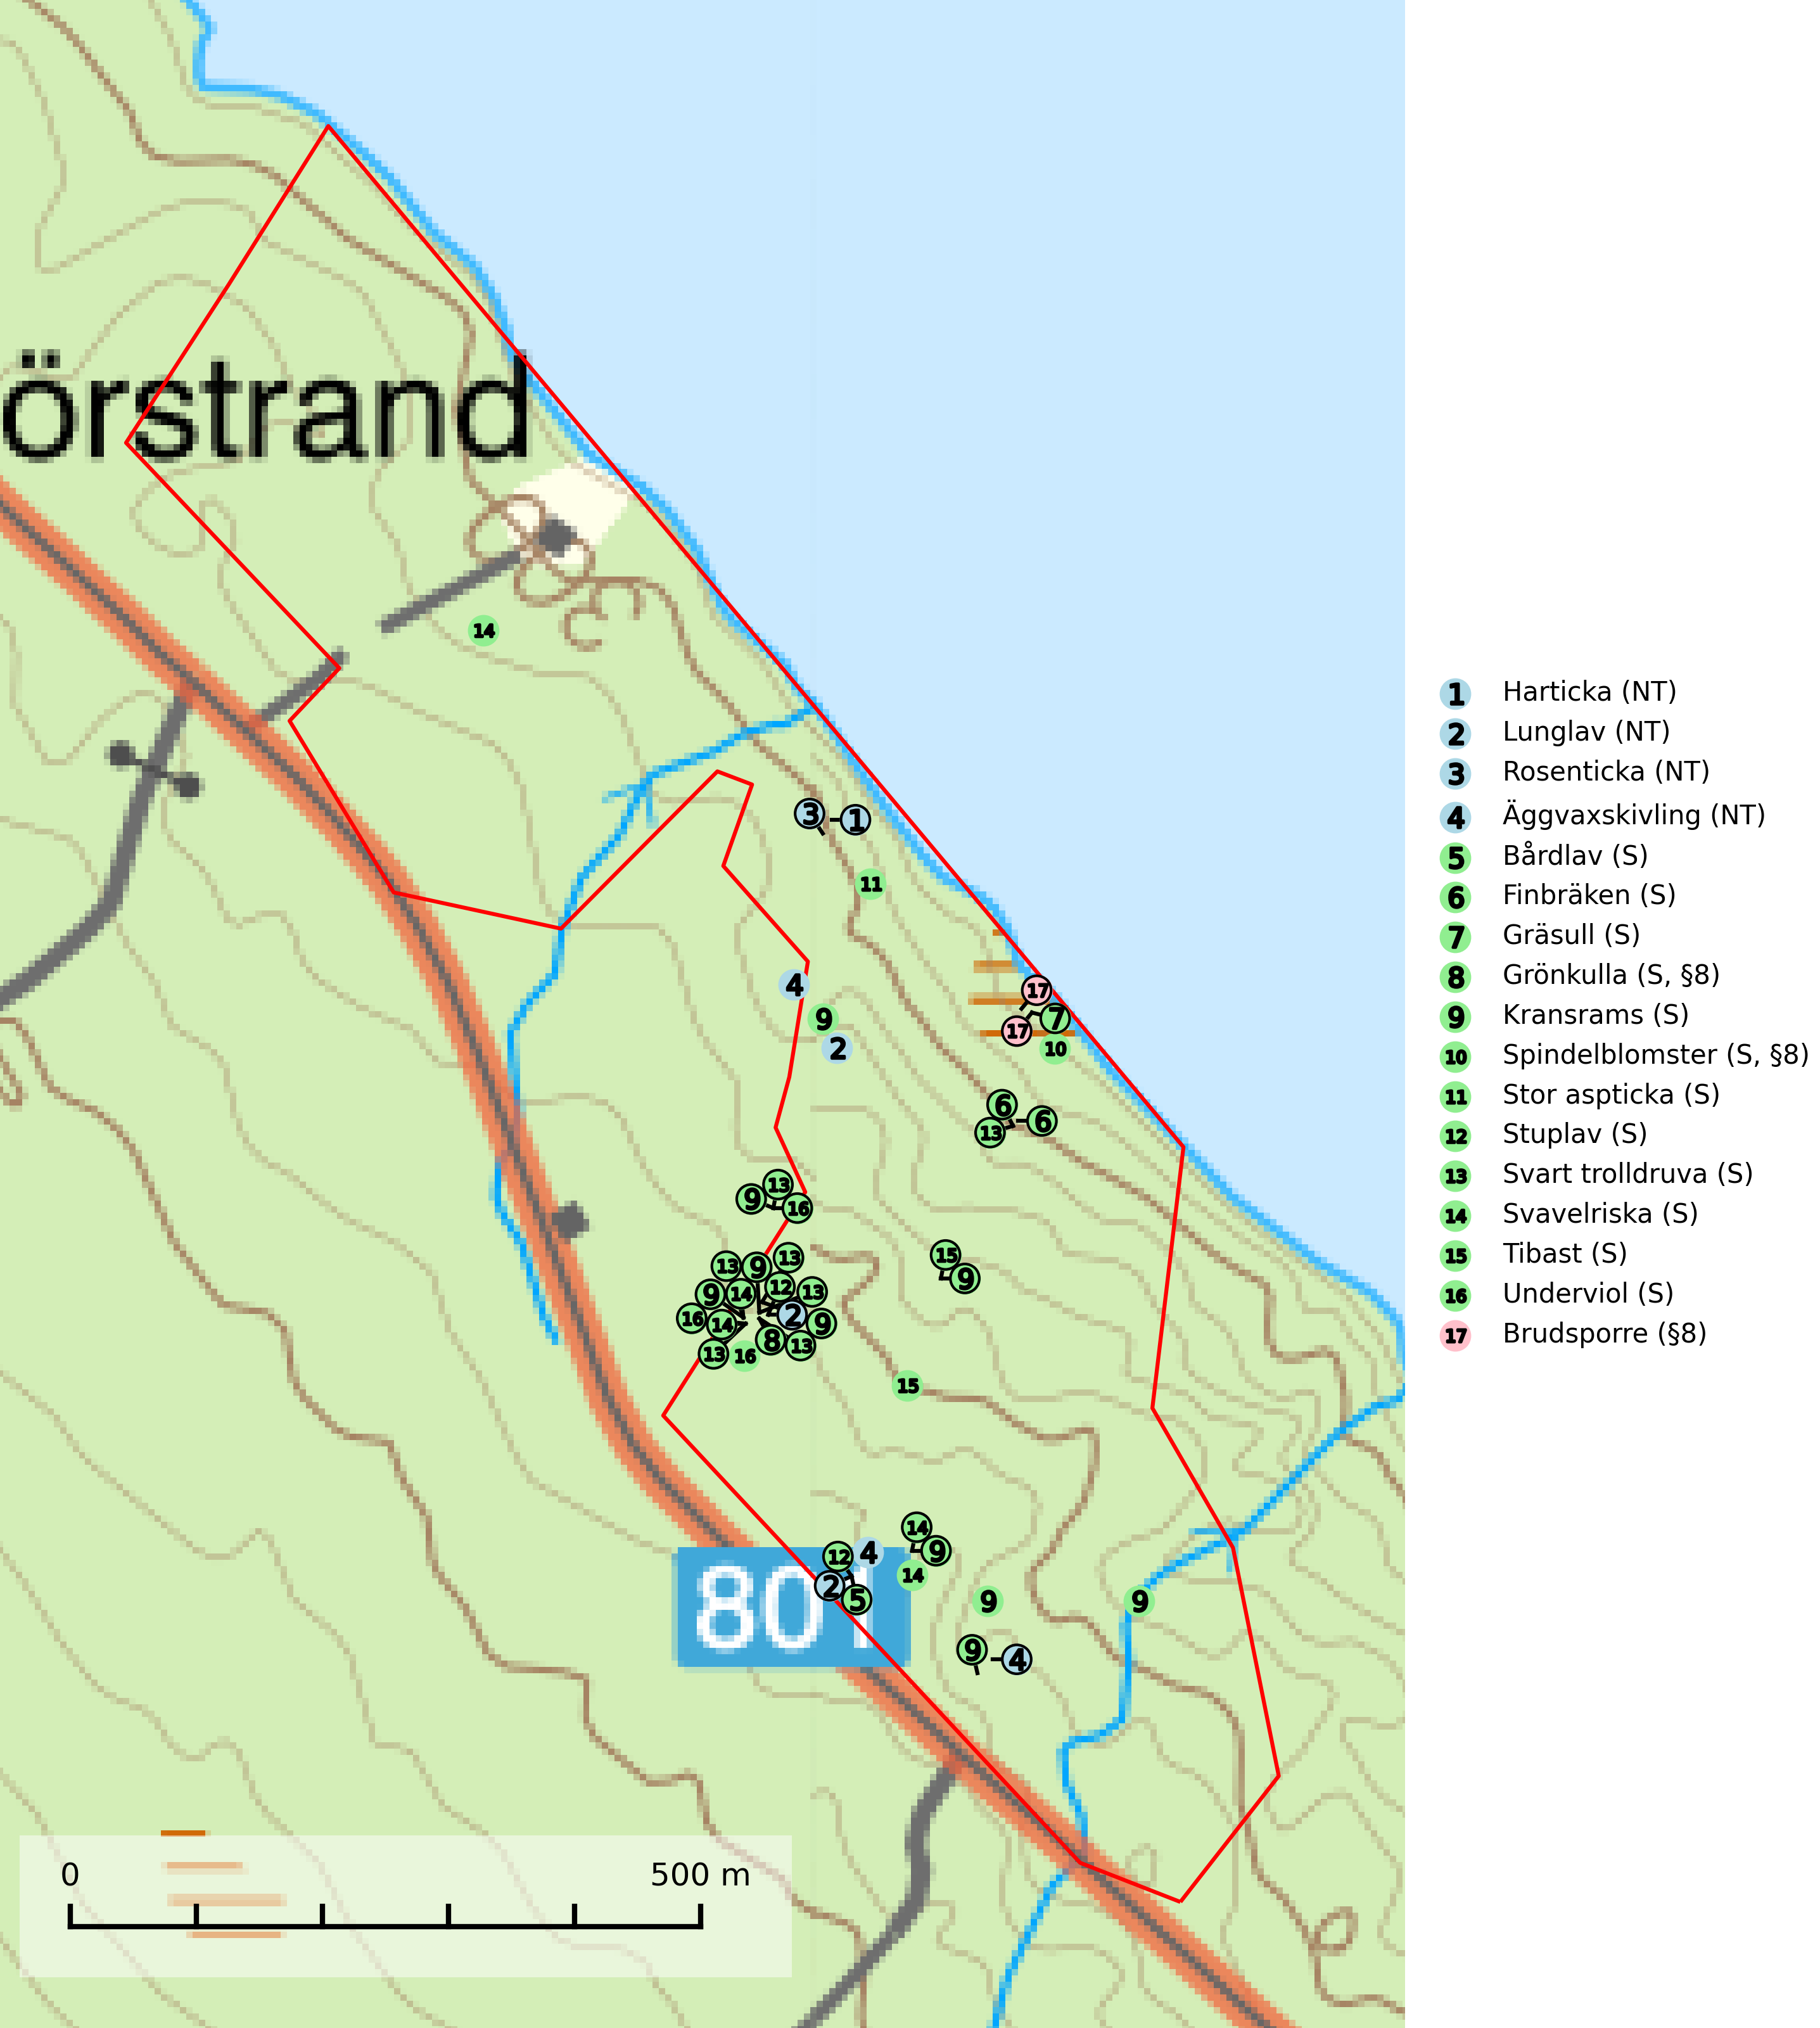 örstrand
14
3
1
11
4
9
2
17
7
17
10
6
6
13
13
9
16
15
9
13
9
13
9
14
12
13
16
14
2
9
8
13
13
16
15
14
12
4
9
14
2
5
9
9
801
9
4
0 500 m
1 Harticka (NT)
2 Lunglav (NT)
3 Rosenticka (NT)
4 Äggvaxskivling (NT)
5 Bårdlav (S)
6 Finbräken (S)
7 Gräsull (S)
8 Grönkulla (S, §8)
9 Kransrams (S)
10 Spindelblomster (S, §8)
11 Stor aspticka (S)
12 Stuplav (S)
13 Svart trolldruva (S)
14 Svavelriska (S)
15 Tibast (S)
16 Underviol (S)
17 Brudsporre (§8)